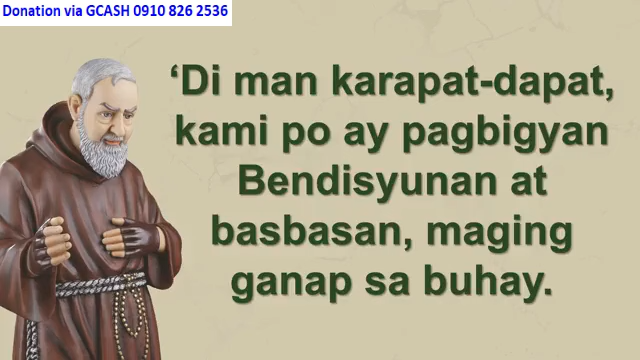 Donation via GCASH 0910 826 2536
‘Di man karapat-dapat,
kami po ay pagbigyan
Bendisyunan at
basbasan, maging
ganap sa buhay.